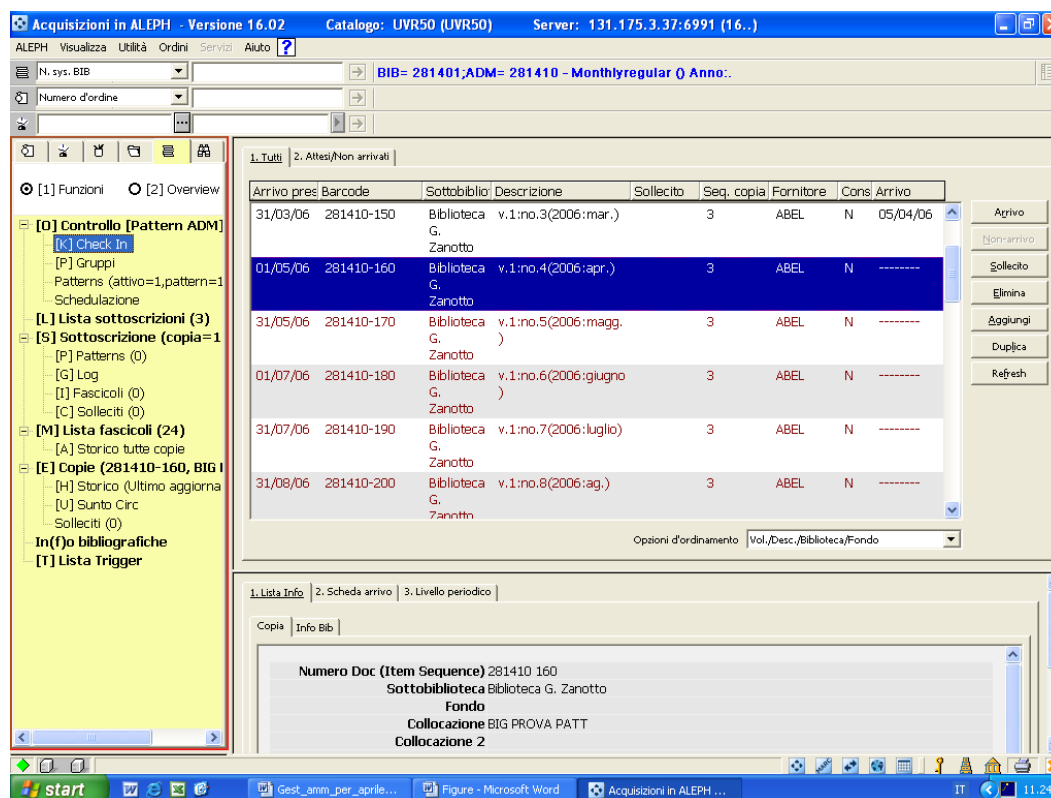 Acquisizioni in ALEPH - Versione 16.02 Catalogo: UVR50 (UVR50) Server: 131.175.3.37:6991 (16..)
ALEPH Visualizza Utilità Ordini Servizi Aiuto ?
N. sys. BIB BIB= 281401;ADM= 281410 - Monthlyregular () Anno:.
Numero d'ordine
1. Tutti 2. Attesi/Non arrivati
[1] Funzioni [2] Overview
[O] Controllo [Pattern ADM]
[K] Check In
[P] Gruppi
Patterns (attivo=1,pattern=1
Schedulazione
[L] Lista sottoscrizioni (3)
[S] Sottoscrizione (copia=1
[P] Patterns (0)
[G] Log
[I] Fascicoli (0)
[C] Solleciti (0)
[M] Lista fascicoli (24)
[A] Storico tutte copie
[E] Copie (281410-160, BIG
[H] Storico (Ultimo aggiorna
[U] Sunto Circ
Solleciti (0)
In(f)o bibliografiche
[T] Lista Trigger
Arrivo pres Barcode Sottobiblio Descrizione Sollecito Seq. copia Fornitore Cons Arrivo
31/03/06 281410-150 Biblioteca v.1:no.3(2006:mar.) 3 ABEL N 05/04/06
G.
Zanotto
01/05/06 281410-160 Biblioteca v.1:no.4(2006:apr.) 3 ABEL N --------
G.
Zanotto
31/05/06 281410-170 Biblioteca v.1:no.5(2006:magg. 3 ABEL N --------
G. )
Zanotto
01/07/06 281410-180 Biblioteca v.1:no.6(2006:giugno 3 ABEL N --------
G. )
Zanotto
31/07/06 281410-190 Biblioteca v.1:no.7(2006:luglio) 3 ABEL N --------
G.
Zanotto
31/08/06 281410-200 Biblioteca v.1:no.8(2006:ag.) 3 ABEL N --------
G.
Zanotto
Arrivo
Non-arrivo
Sollecito
Elimina
Aggiungi
Duplica
Refresh
Opzioni d'ordinamento Vol./Desc./Biblioteca/Fondo
1. Lista Info 2. Scheda arrivo 3. Livello periodico
Copia Info Bib
Numero Doc (Item Sequence) 281410 160
Sottobiblioteca Biblioteca G. Zanotto
Fondo
Collocazione BIG PROVA PATT
Collocazione 2
start Gest_amm_per_aprile... Figure - Microsoft Word Acquisizioni in ALEPH ... IT 11.24